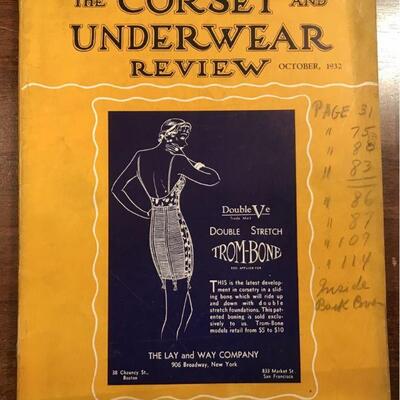 THE CORSET AND
UNDERWEAR
REVIEW OCTOBER, 1932
PAGE 31
" 75
" 80
" 83
" 86
" 87
" 109
" 114
Inside
Back Cover
Double Ve
Trade Mark
DOUBLE STRETCH
TROM-BONE
REG APPLIED FOR
THIS is the latest develop-
ment in corsetry in a slid-
ing bone which will ride up
and down with double
stretch foundations. This pat-
ented boning is sold exclu-
sively to us. Trom-Bone
models retail from $5 to $10
THE LAY and WAY COMPANY
906 Broadway, New York
38 Chauncy St.,
Boston
833 Market St.
San Francisco